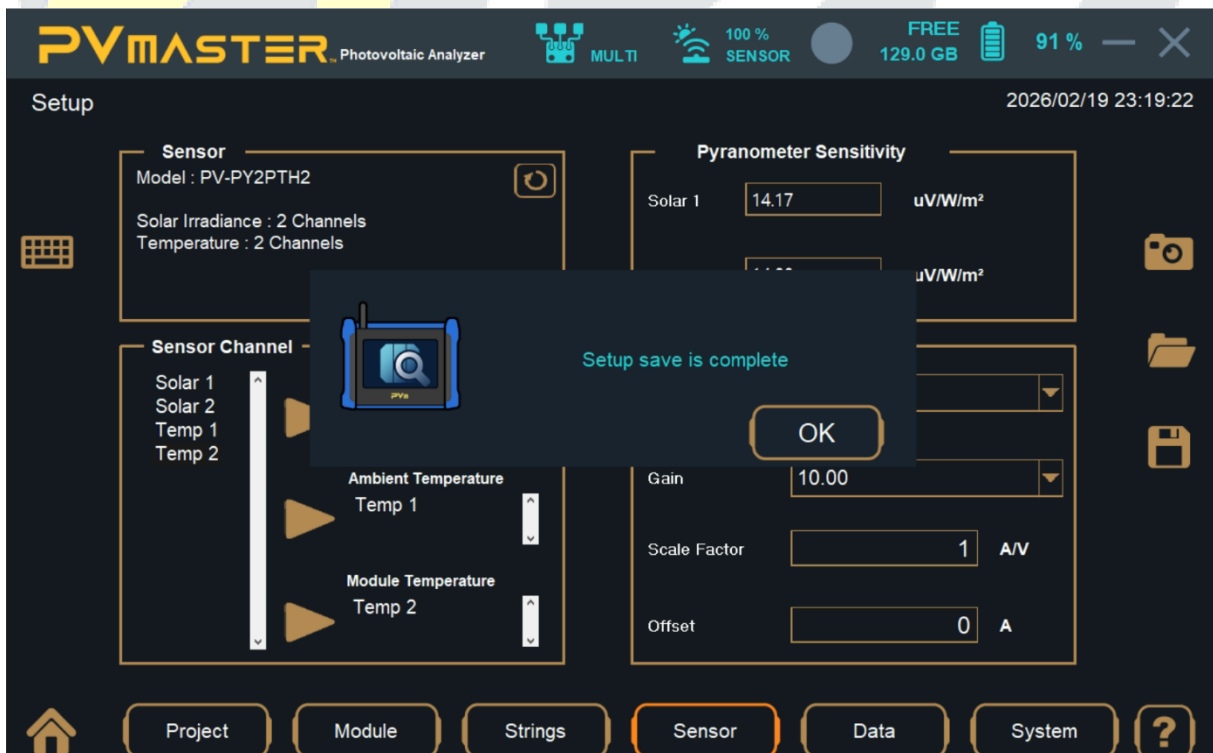 PVMASTER™ Photovoltaic Analyzer
MULTI
100 %
SENSOR
FREE
129.0 GB
91 %
Setup
2026/02/19 23:19:22
Sensor
Model : PV-PY2PTH2
Solar Irradiance : 2 Channels
Temperature : 2 Channels
Pyranometer Sensitivity
Solar 1 14.17 uV/W/m²
uV/W/m²
Setup save is complete
OK
Sensor Channel
Solar 1
Solar 2
Temp 1
Temp 2
Ambient Temperature
Temp 1
Module Temperature
Temp 2
Gain 10.00
Scale Factor 1 A/V
Offset 0 A
Project Module Strings Sensor Data System ?